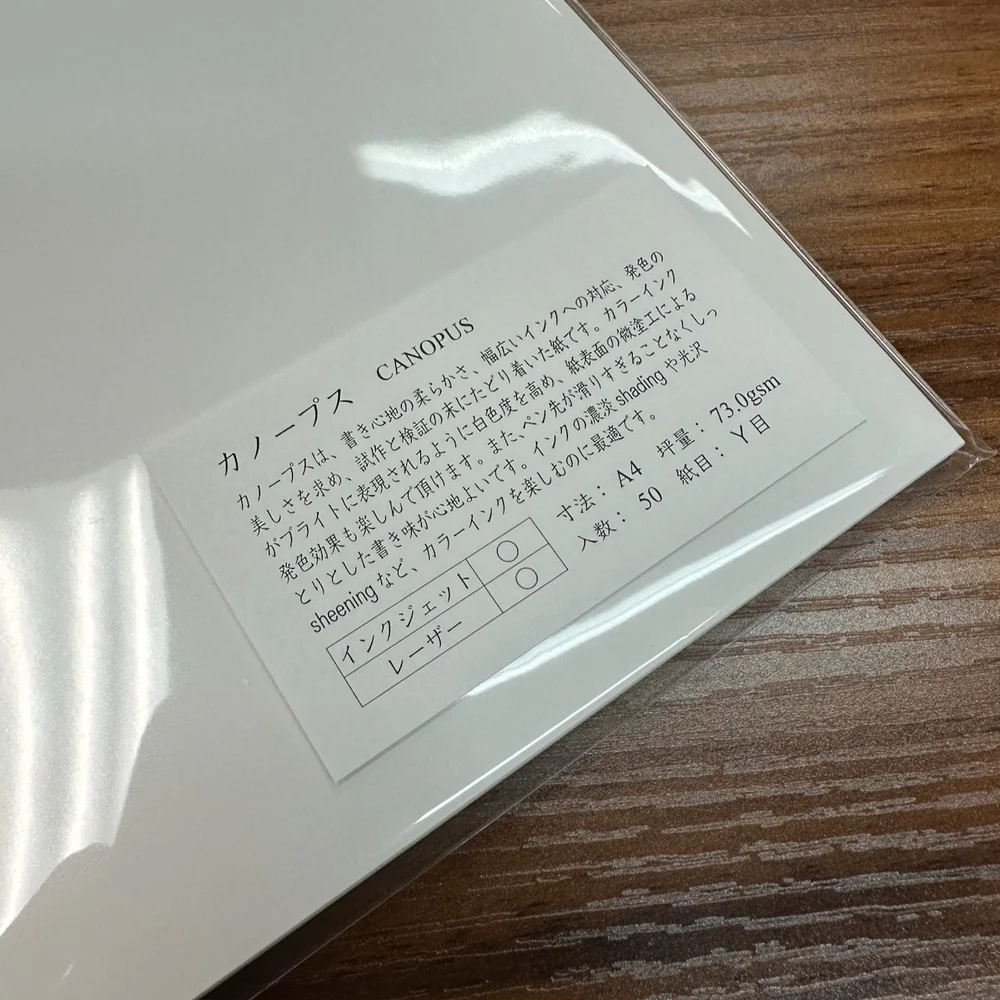 カノープス CANOPUS
カノープスは、書き心地の柔らかさ、幅広いインクへの対応、発色の
美しさを求め、試作と検証の末にたどり着いた紙です。カラーインク
がブライトに表現されるように白色度を高め、紙表面の微塗工による
発色効果も楽しんで頂けます。また、ペン先が滑りすぎることなくしっ
とりとした書き味が心地よいです。インクの濃淡 shading や光沢
sheening など、カラーインクを楽しむのに最適です。
インクジェット ○
レーザー ○
寸法： A4 坪量： 73.0gsm
入数： 50 紙目： Y目